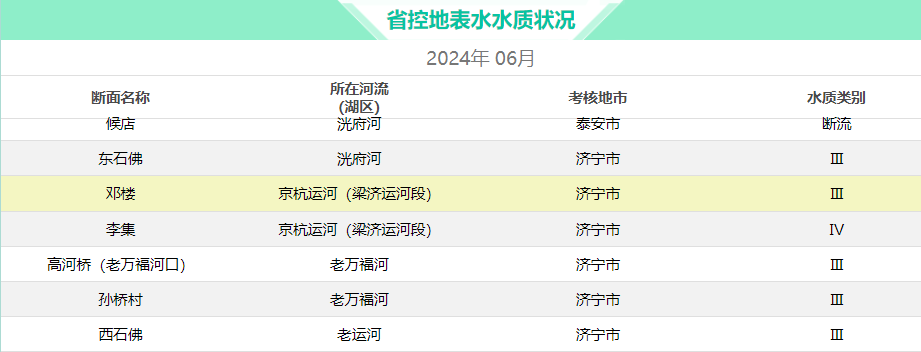 省控地表水水质状况
2024年 06月
断面名称 所在河流（湖区） 考核地市 水质类别
候店 洸府河 泰安市 断流
东石佛 洸府河 济宁市 Ⅲ
邓楼 京杭运河（梁济运河段） 济宁市 Ⅲ
李集 京杭运河（梁济运河段） 济宁市 Ⅳ
高河桥（老万福河口） 老万福河 济宁市 Ⅲ
孙桥村 老万福河 济宁市 Ⅲ
西石佛 老运河 济宁市 Ⅲ